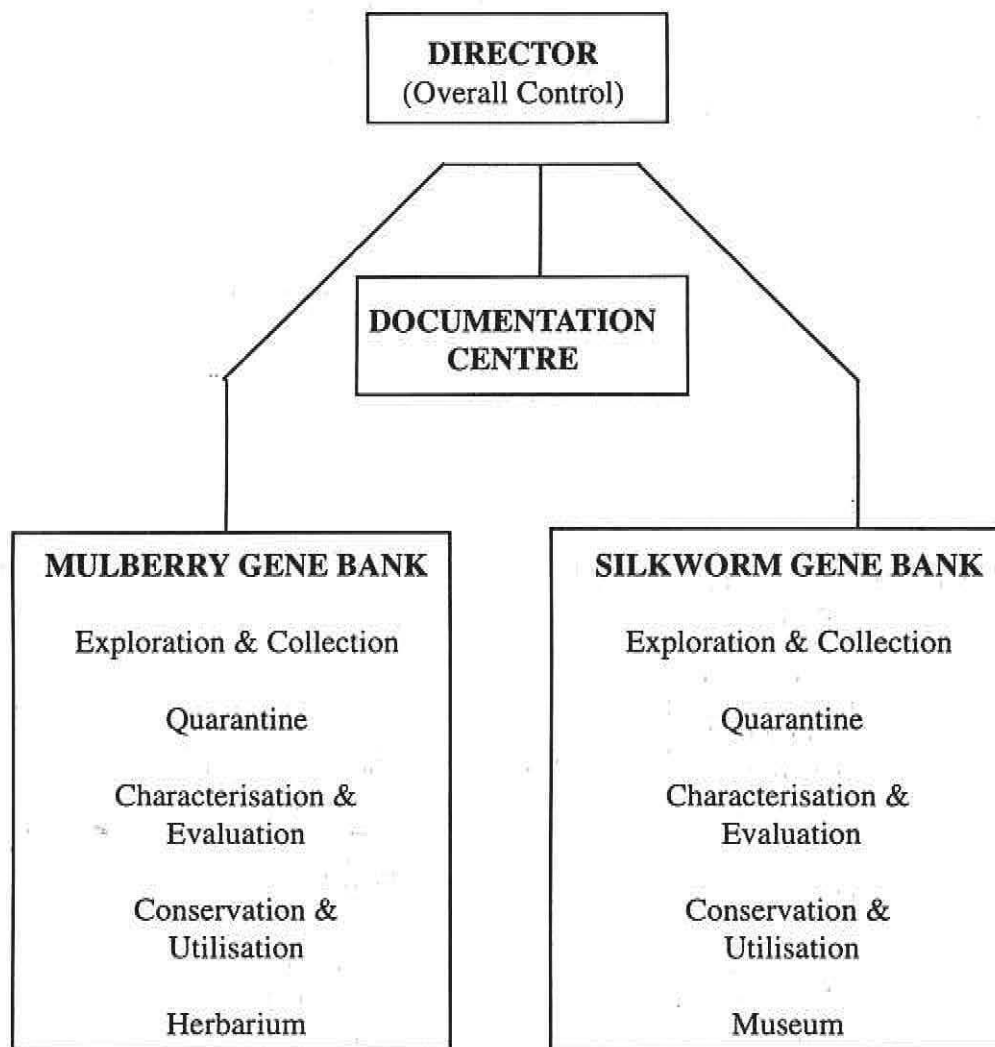 DIRECTOR
(Overall Control)
DOCUMENTATION
CENTRE
MULBERRY GENE BANK
Exploration & Collection
Quarantine
Characterisation &
Evaluation
Conservation &
Utilisation
Herbarium
SILKWORM GENE BANK
Exploration & Collection
Quarantine
Characterisation &
Evaluation
Conservation &
Utilisation
Museum